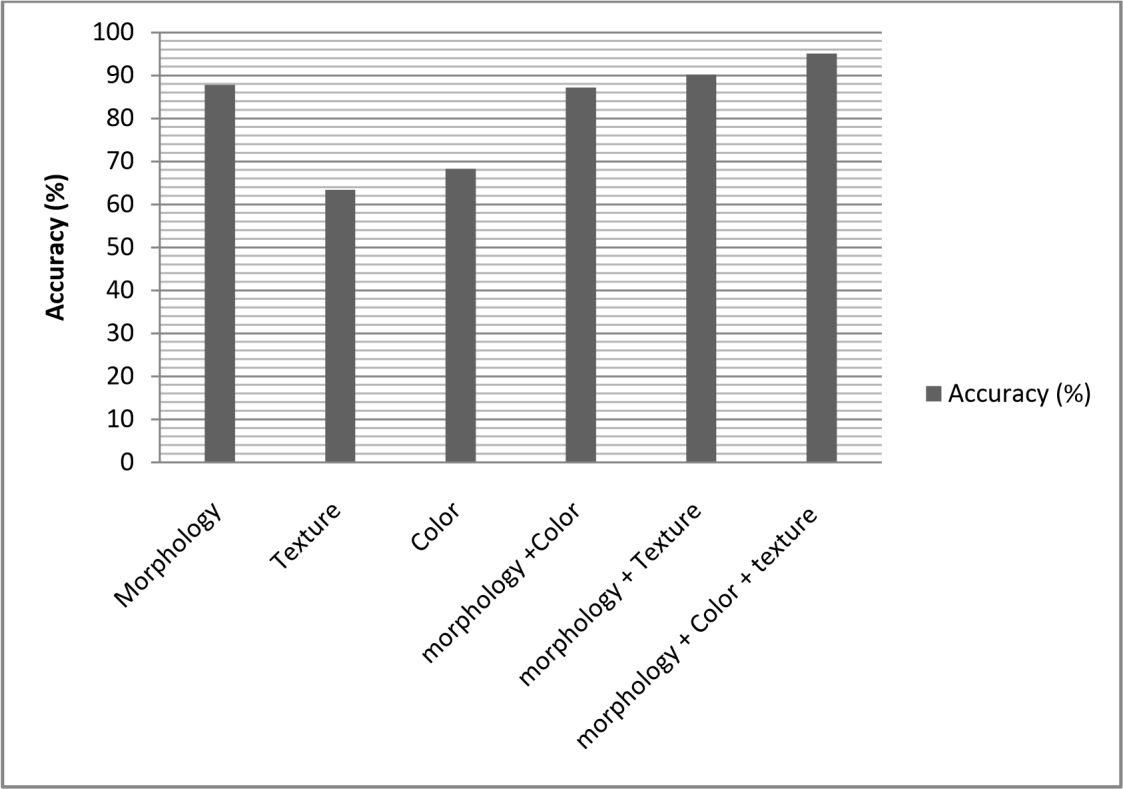 100
90
80
70
60
50
40
30
20
10
0
Accuracy (%)
Morphology
Texture
Color
morphology +Color
morphology + Texture
morphology + Color + texture
Accuracy (%)